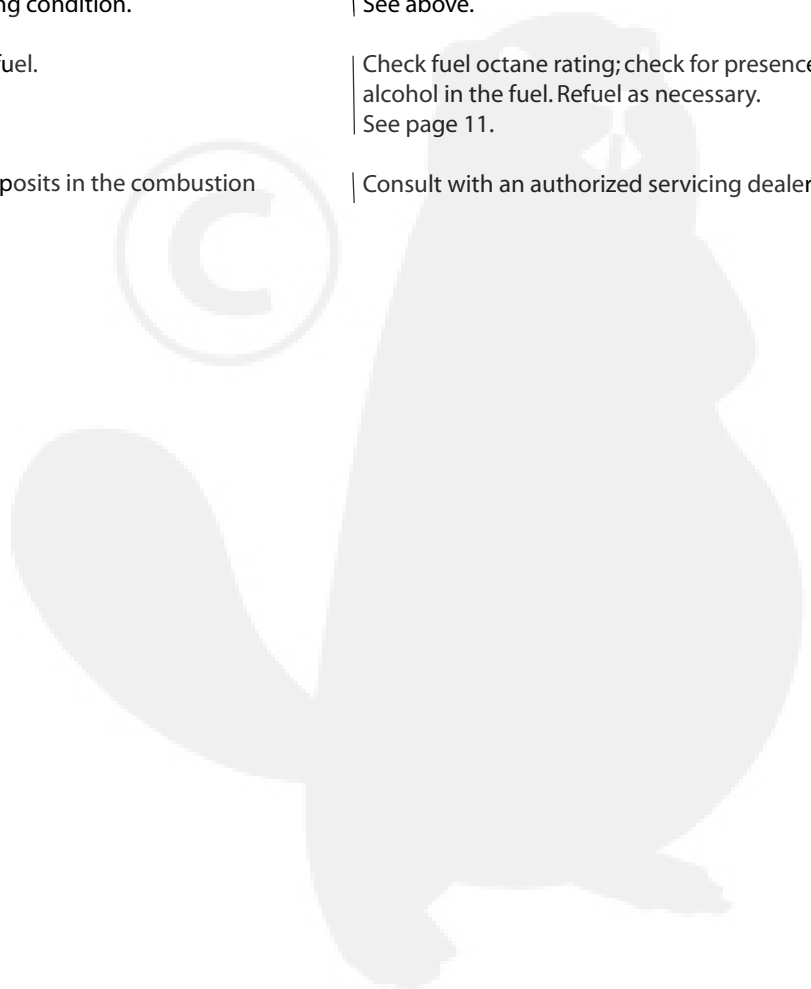 ng condition.
See above.
fuel.
Check fuel octane rating; check for presence
alcohol in the fuel. Refuel as necessary.
See page 11.
posits in the combustion
Consult with an authorized servicing dealer
©